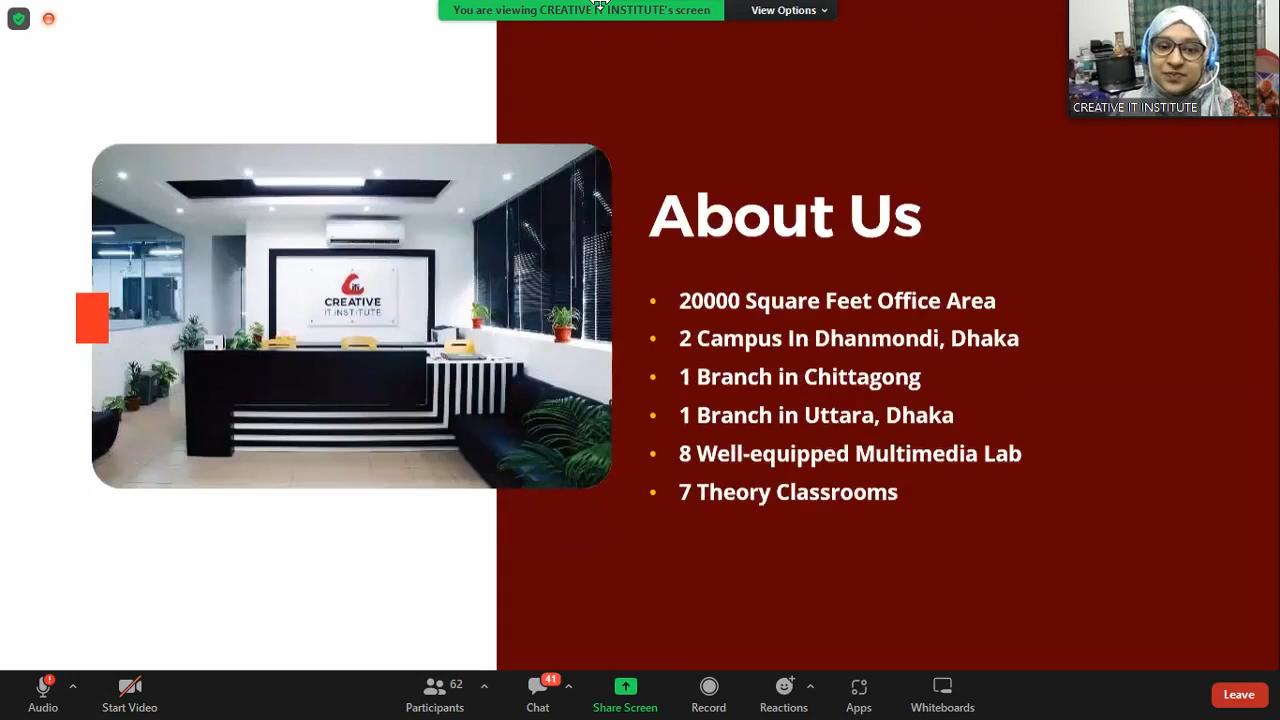 You are viewing CREATIVE IT INSTITUTE's screen
View Options
CREATIVE IT INSTITUTE
CREATIVE
IT INSTITUTE
About Us
• 20000 Square Feet Office Area
• 2 Campus In Dhanmondi, Dhaka
• 1 Branch in Chittagong
• 1 Branch in Uttara, Dhaka
• 8 Well-equipped Multimedia Lab
• 7 Theory Classrooms
Audio
Start Video
62
Participants
41
Chat
Share Screen
Record
Reactions
Apps
Whiteboards
Leave